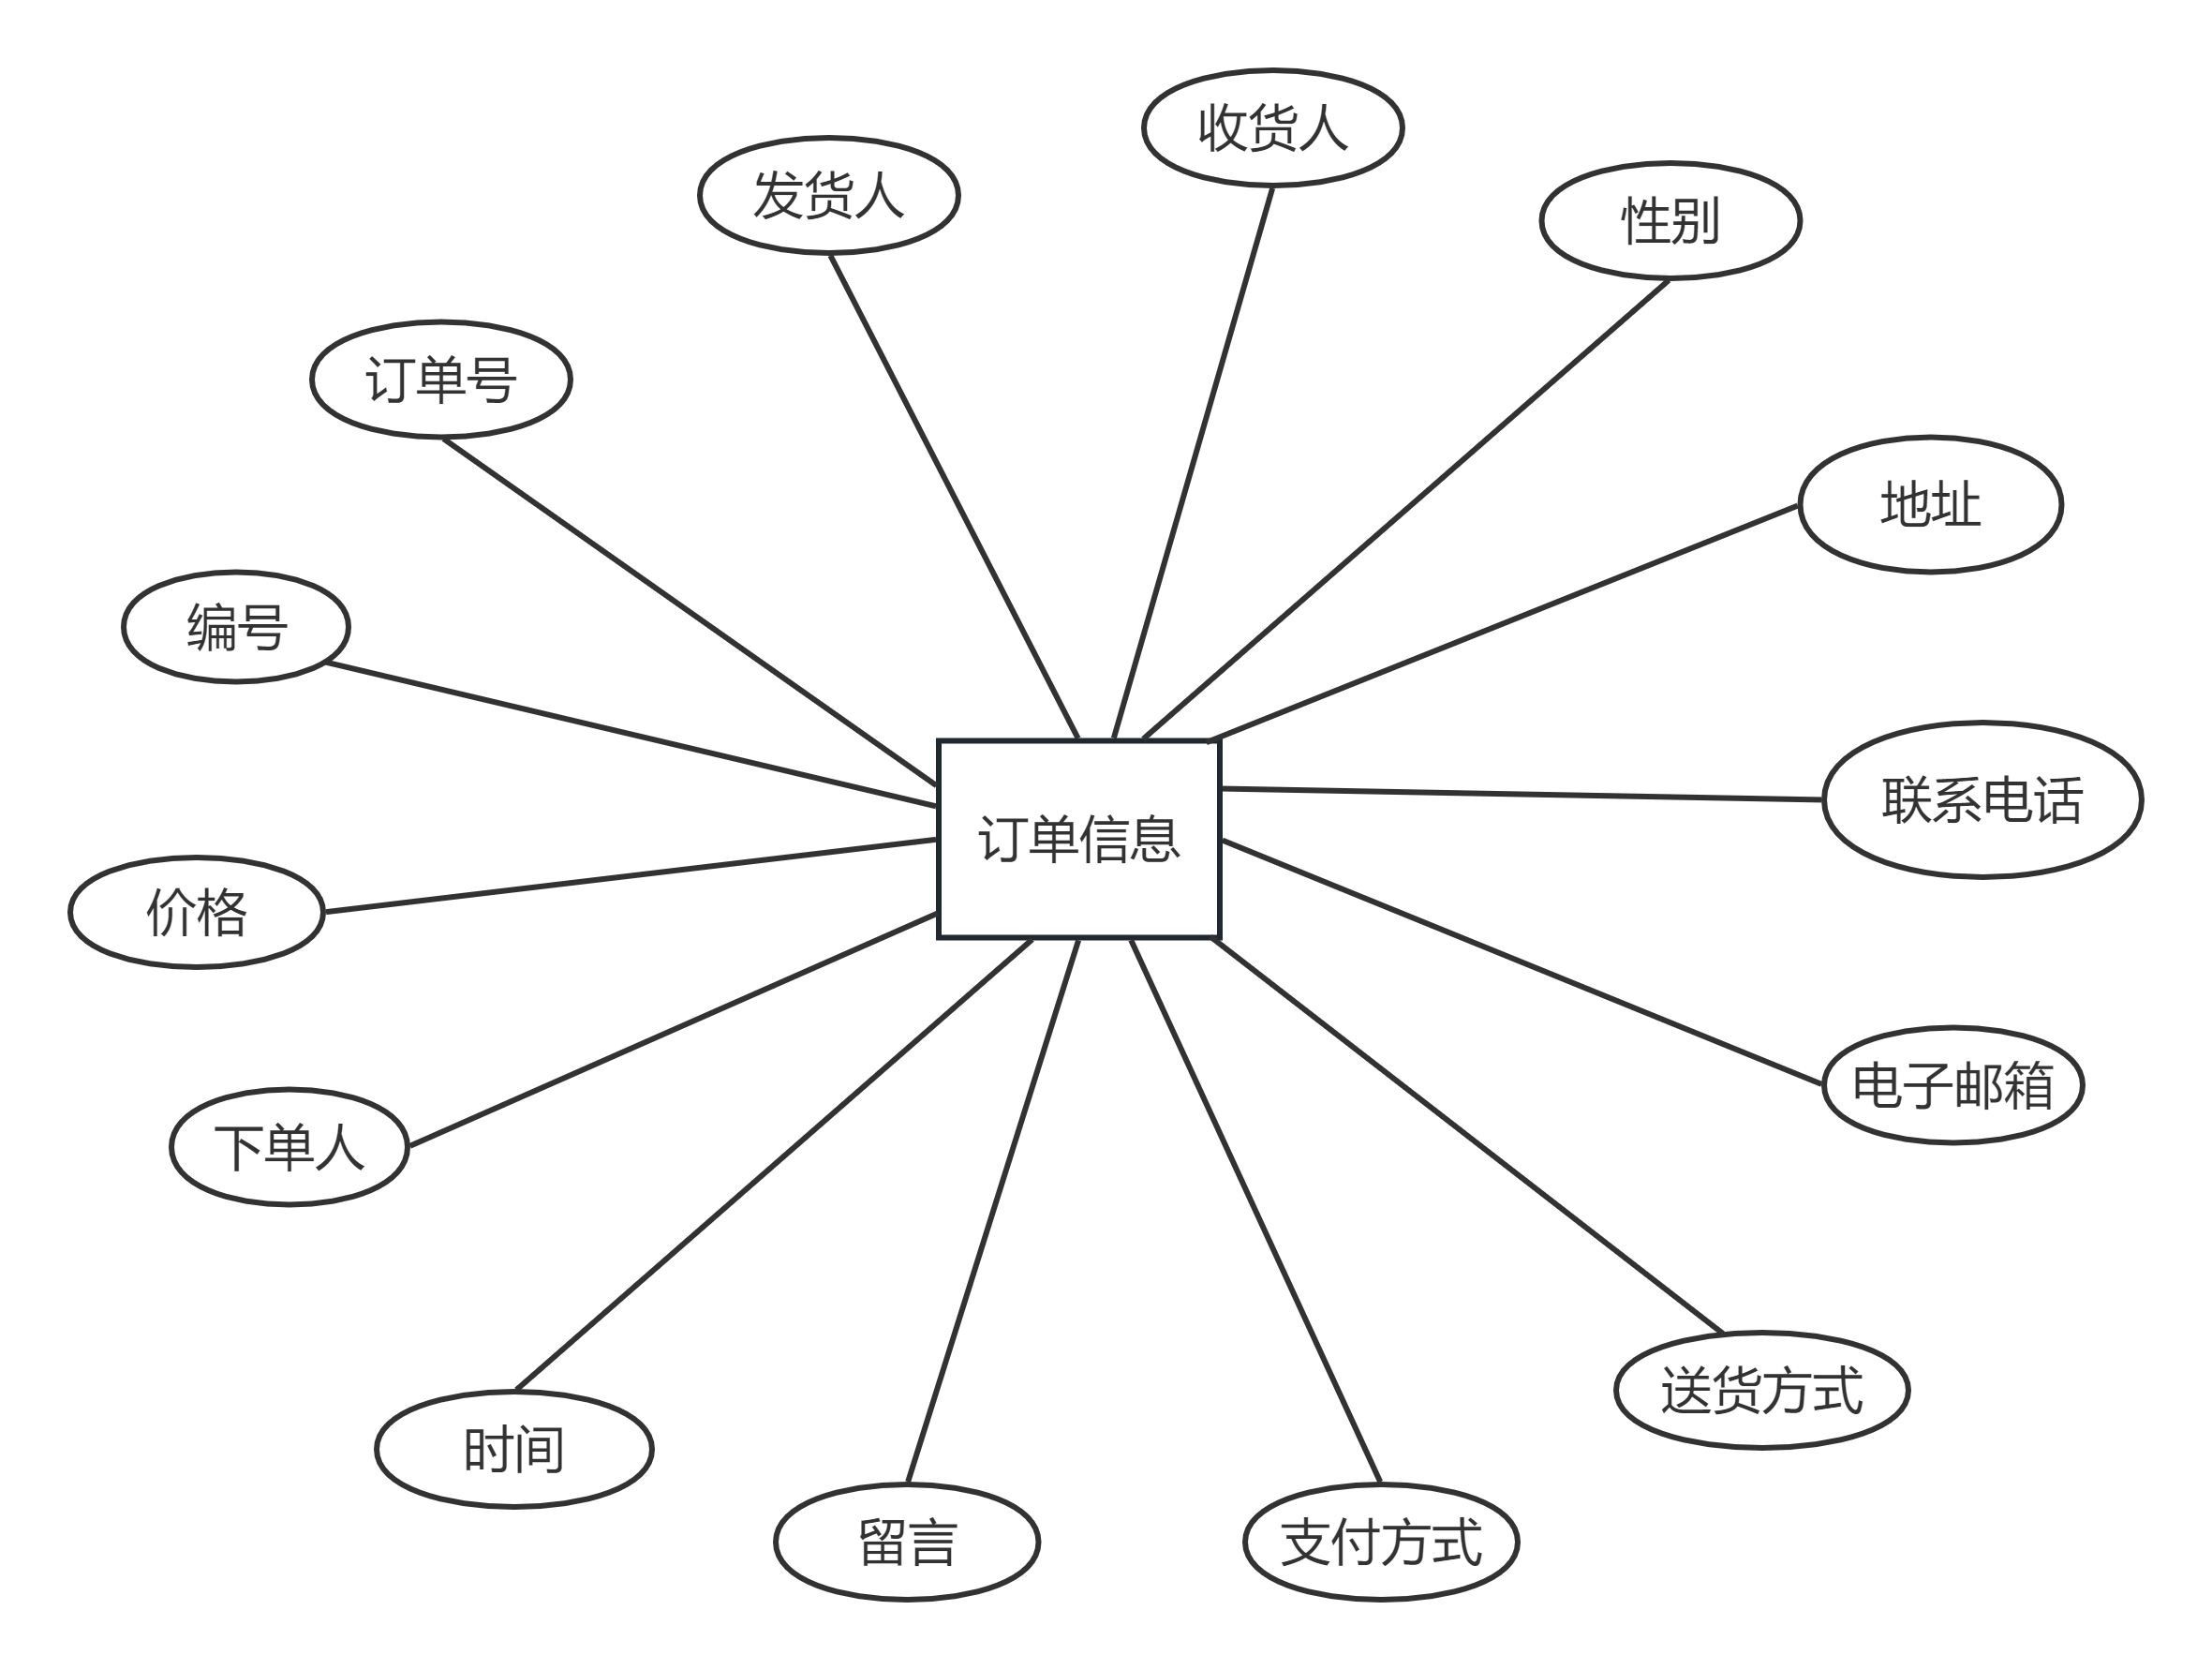 收货人
发货人
性别
订单号
地址
编号
联系电话
订单信息
价格
电子邮箱
下单人
送货方式
时间
留言
支付方式